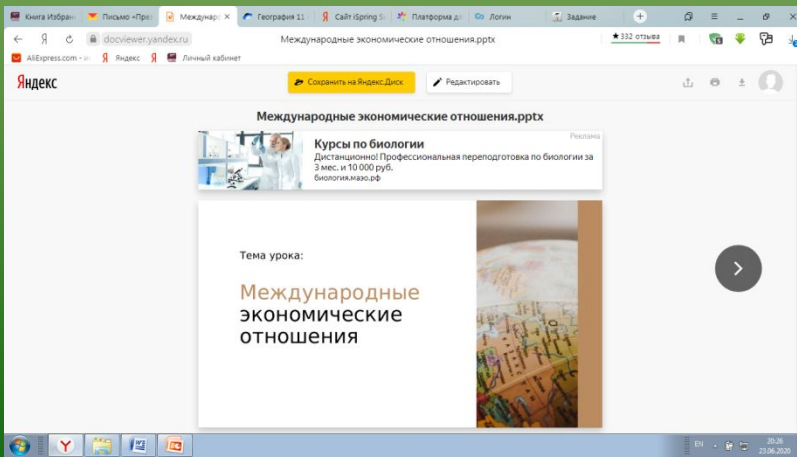 Книга Избран
Письмо «През
Международ
География 11
Сайт iSpring S
Платформа д
Логин
Задание
docviewer.yandex.ru
Международные экономические отношения.pptx
★332 отзыва
AliExpress.com - и
Яндекс
Личный кабинет
Яндекс
Сохранить на Яндекс.Диск
Редактировать
Международные экономические отношения.pptx
Реклама
Курсы по биологии
Дистанционно! Профессиональная переподготовка по биологии за
3 мес. и 10 000 руб.
биология.мазо.рф
Тема урока:
Международные
экономические
отношения
EN
20:26
23.06.2020